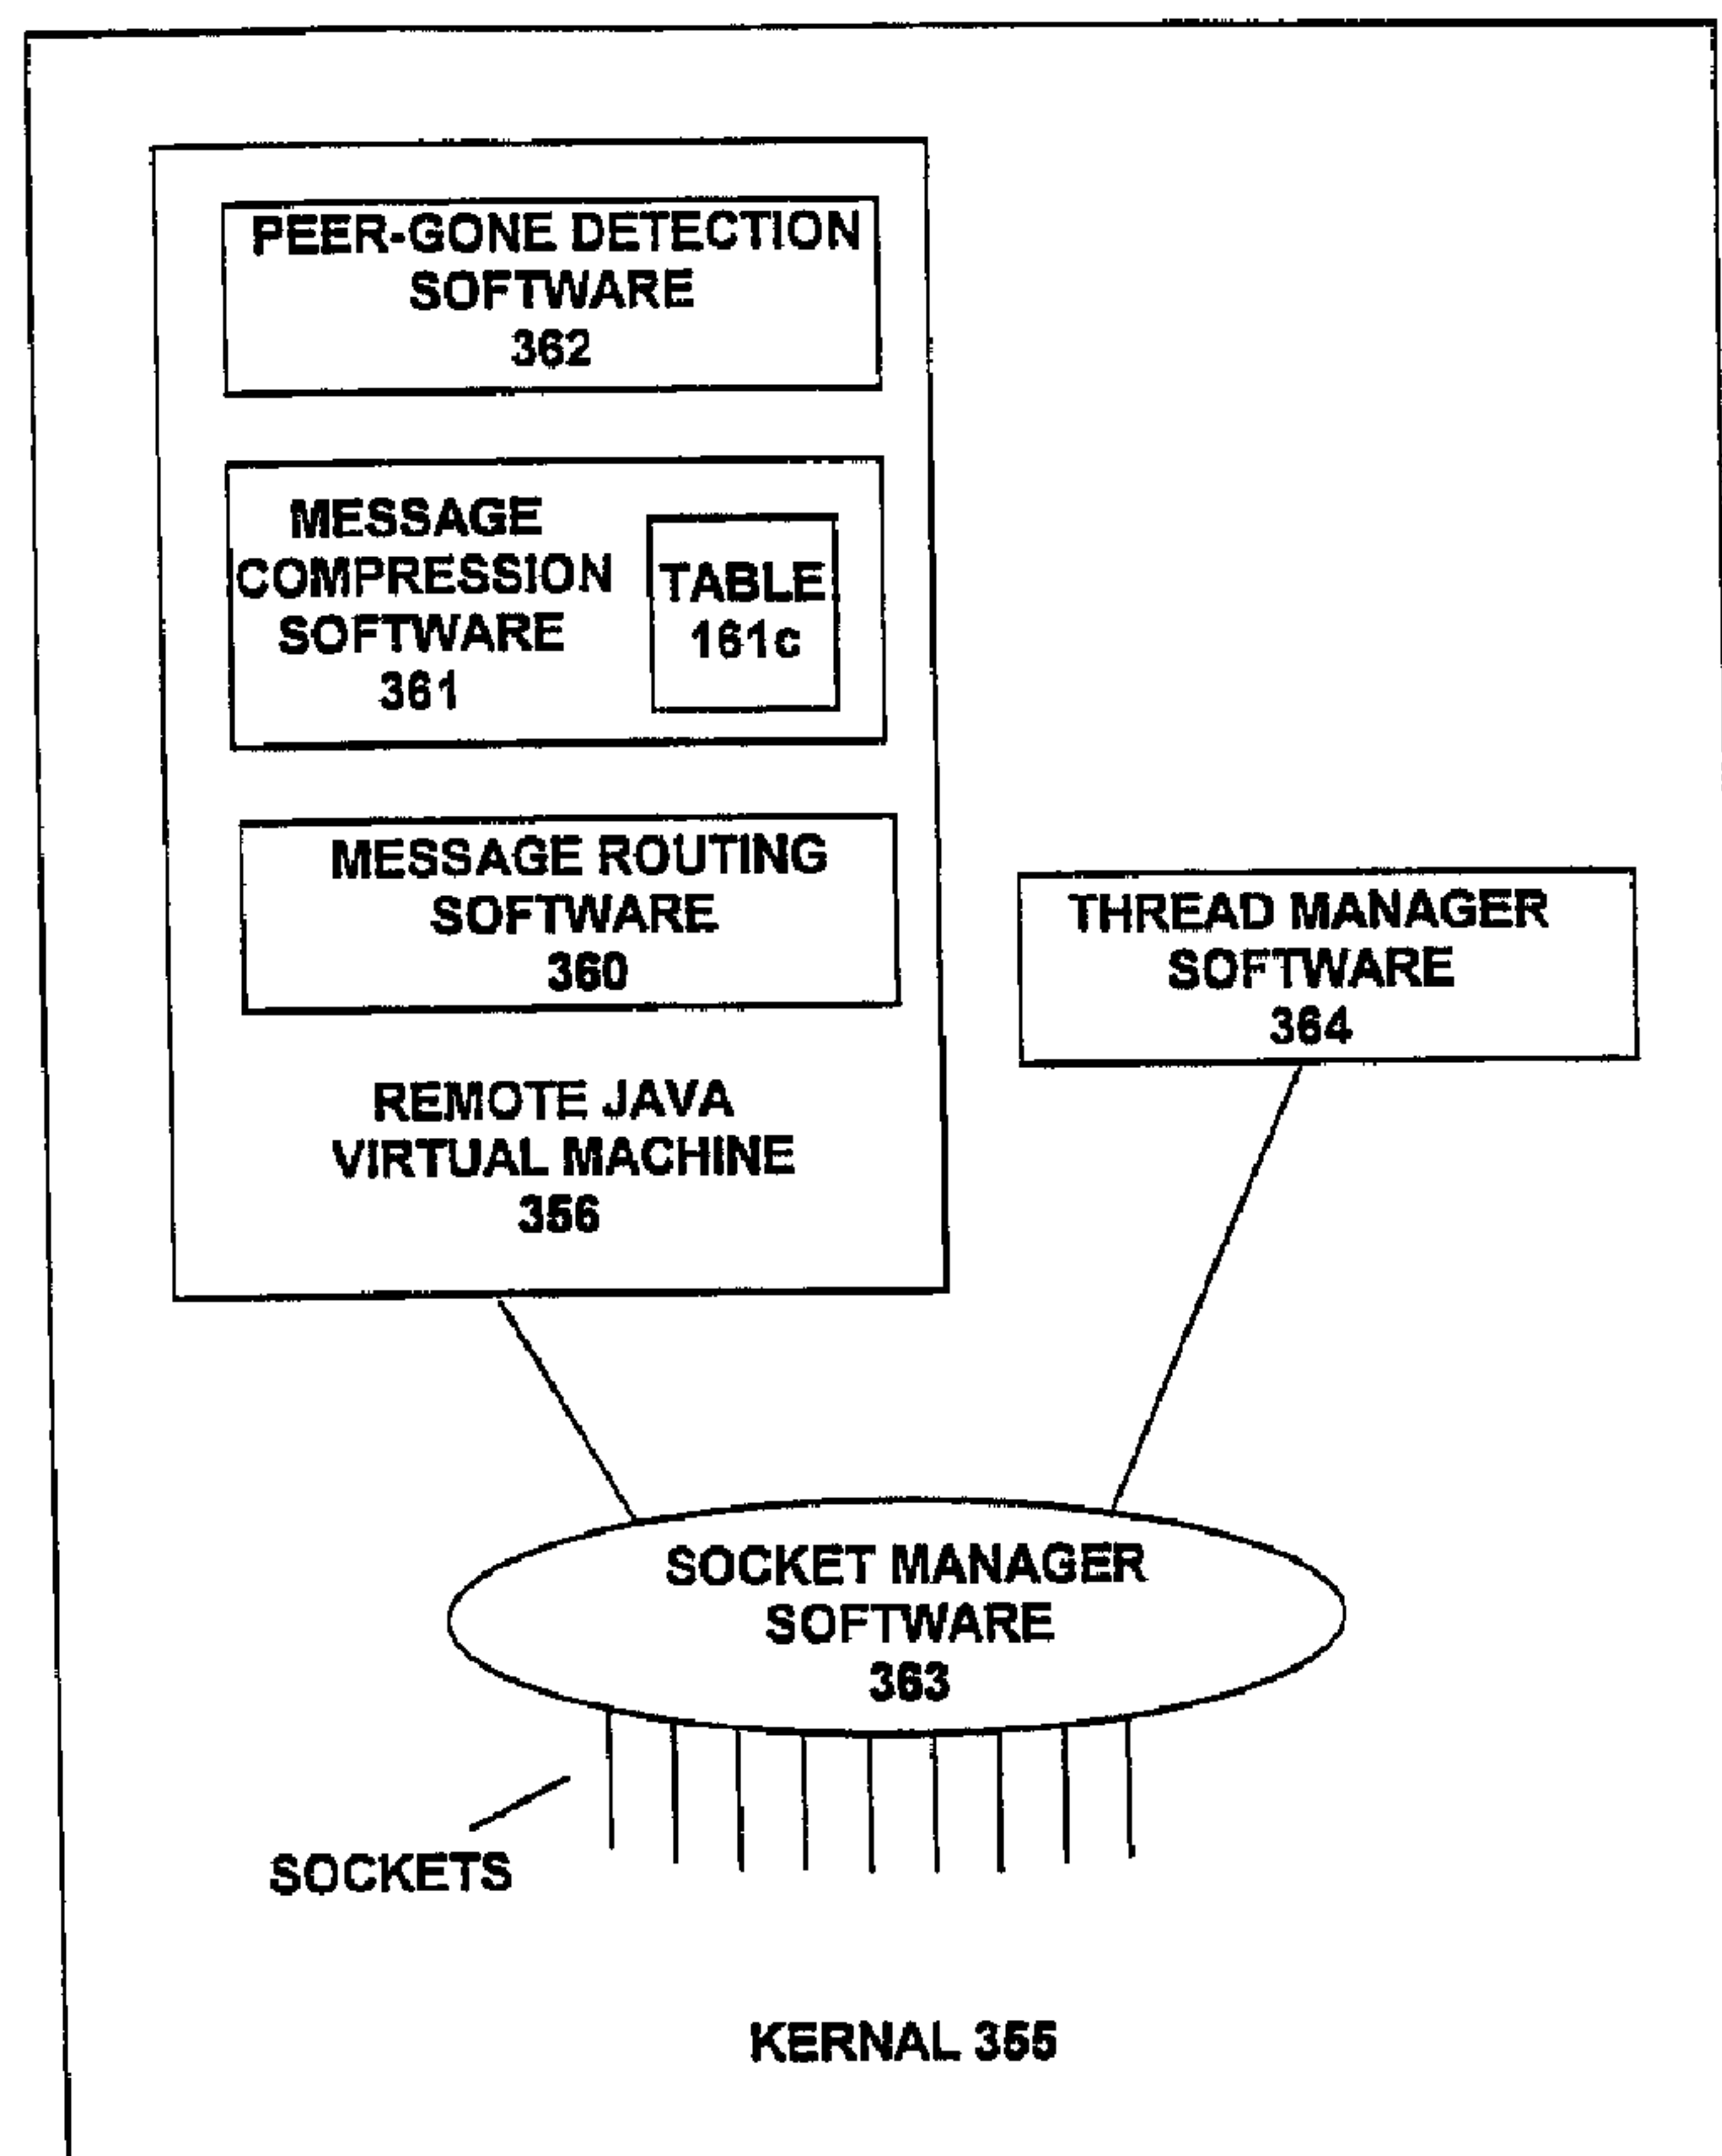 PEER-GONE DETECTION
SOFTWARE
362
MESSAGE
COMPRESSION
SOFTWARE
361
TABLE
161c
MESSAGE ROUTING
SOFTWARE
360
REMOTE JAVA
VIRTUAL MACHINE
356
THREAD MANAGER
SOFTWARE
364
SOCKET MANAGER
SOFTWARE
363
SOCKETS
KERNAL 355